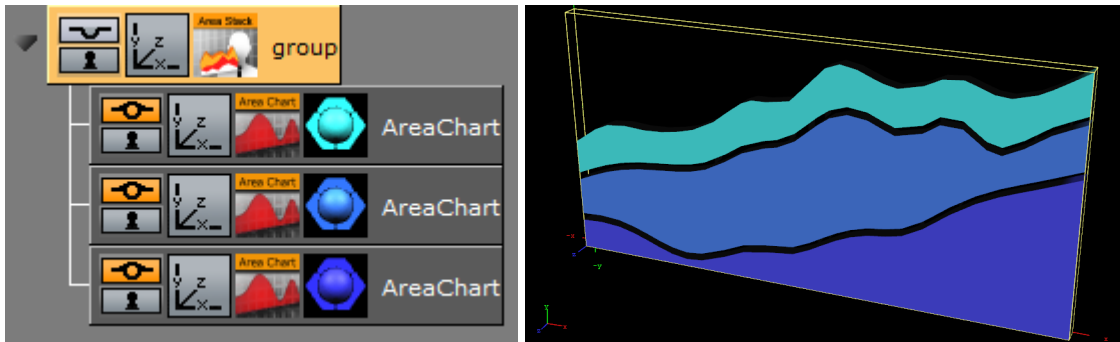 Area Stack
group
y z
x
Area Chart
AreaChart
y z
x
Area Chart
AreaChart
y z
x
Area Chart
AreaChart
y z
x
-x
z
-y
y
z x
x